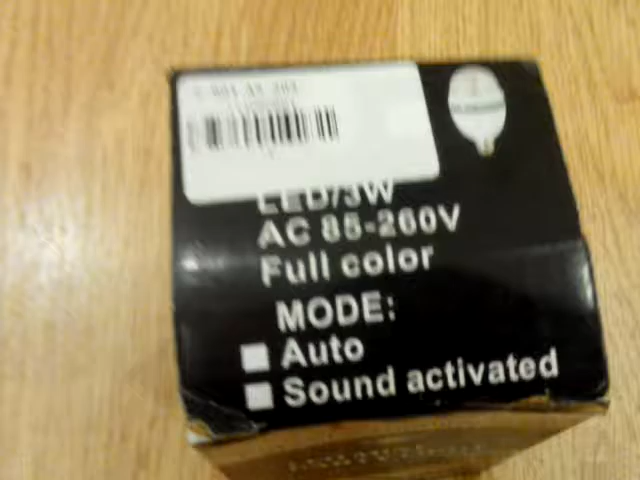 LED/3W
AC 85-260V
Full color
MODE:
Auto
Sound activated